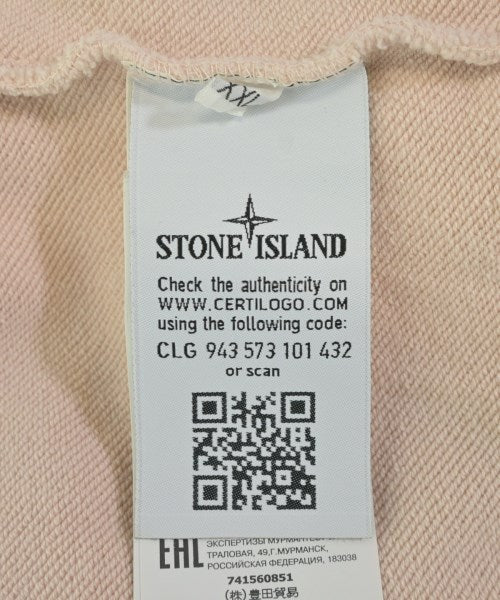 XXL
STONE ISLAND
Check the authenticity on
WWW.CERTILOGO.COM
using the following code:
CLG 943 573 101 432
or scan
EAC
ТРАЛОВАЯ, 49, Г.МУРМАНСК,
РОССИЙСКАЯ ФЕДЕРАЦИЯ, 183038
741560851
(株)豊田貿易